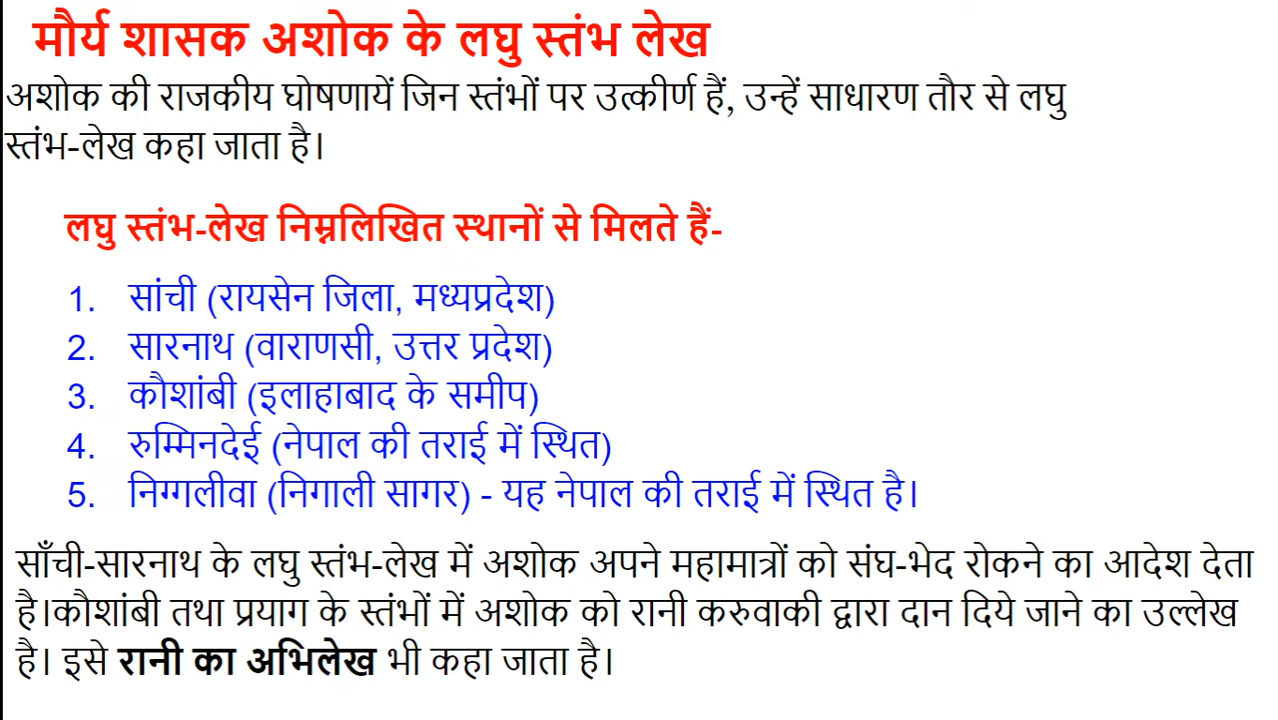 मौर्य शासक अशोक के लघु स्तंभ लेख
अशोक की राजकीय घोषणायें जिन स्तंभों पर उत्कीर्ण हैं, उन्हें साधारण तौर से लघु
स्तंभ-लेख कहा जाता है।
लघु स्तंभ-लेख निम्नलिखित स्थानों से मिलते हैं-
1. सांची (रायसेन जिला, मध्यप्रदेश)
2. सारनाथ (वाराणसी, उत्तर प्रदेश)
3. कौशांबी (इलाहाबाद के समीप)
4. रुम्मिनदेई (नेपाल की तराई में स्थित)
5. निग्गलीवा (निगाली सागर) - यह नेपाल की तराई में स्थित है।
साँची-सारनाथ के लघु स्तंभ-लेख में अशोक अपने महामात्रों को संघ-भेद रोकने का आदेश देता
है।कौशांबी तथा प्रयाग के स्तंभों में अशोक को रानी करुवाकी द्वारा दान दिये जाने का उल्लेख
है। इसे रानी का अभिलेख भी कहा जाता है।